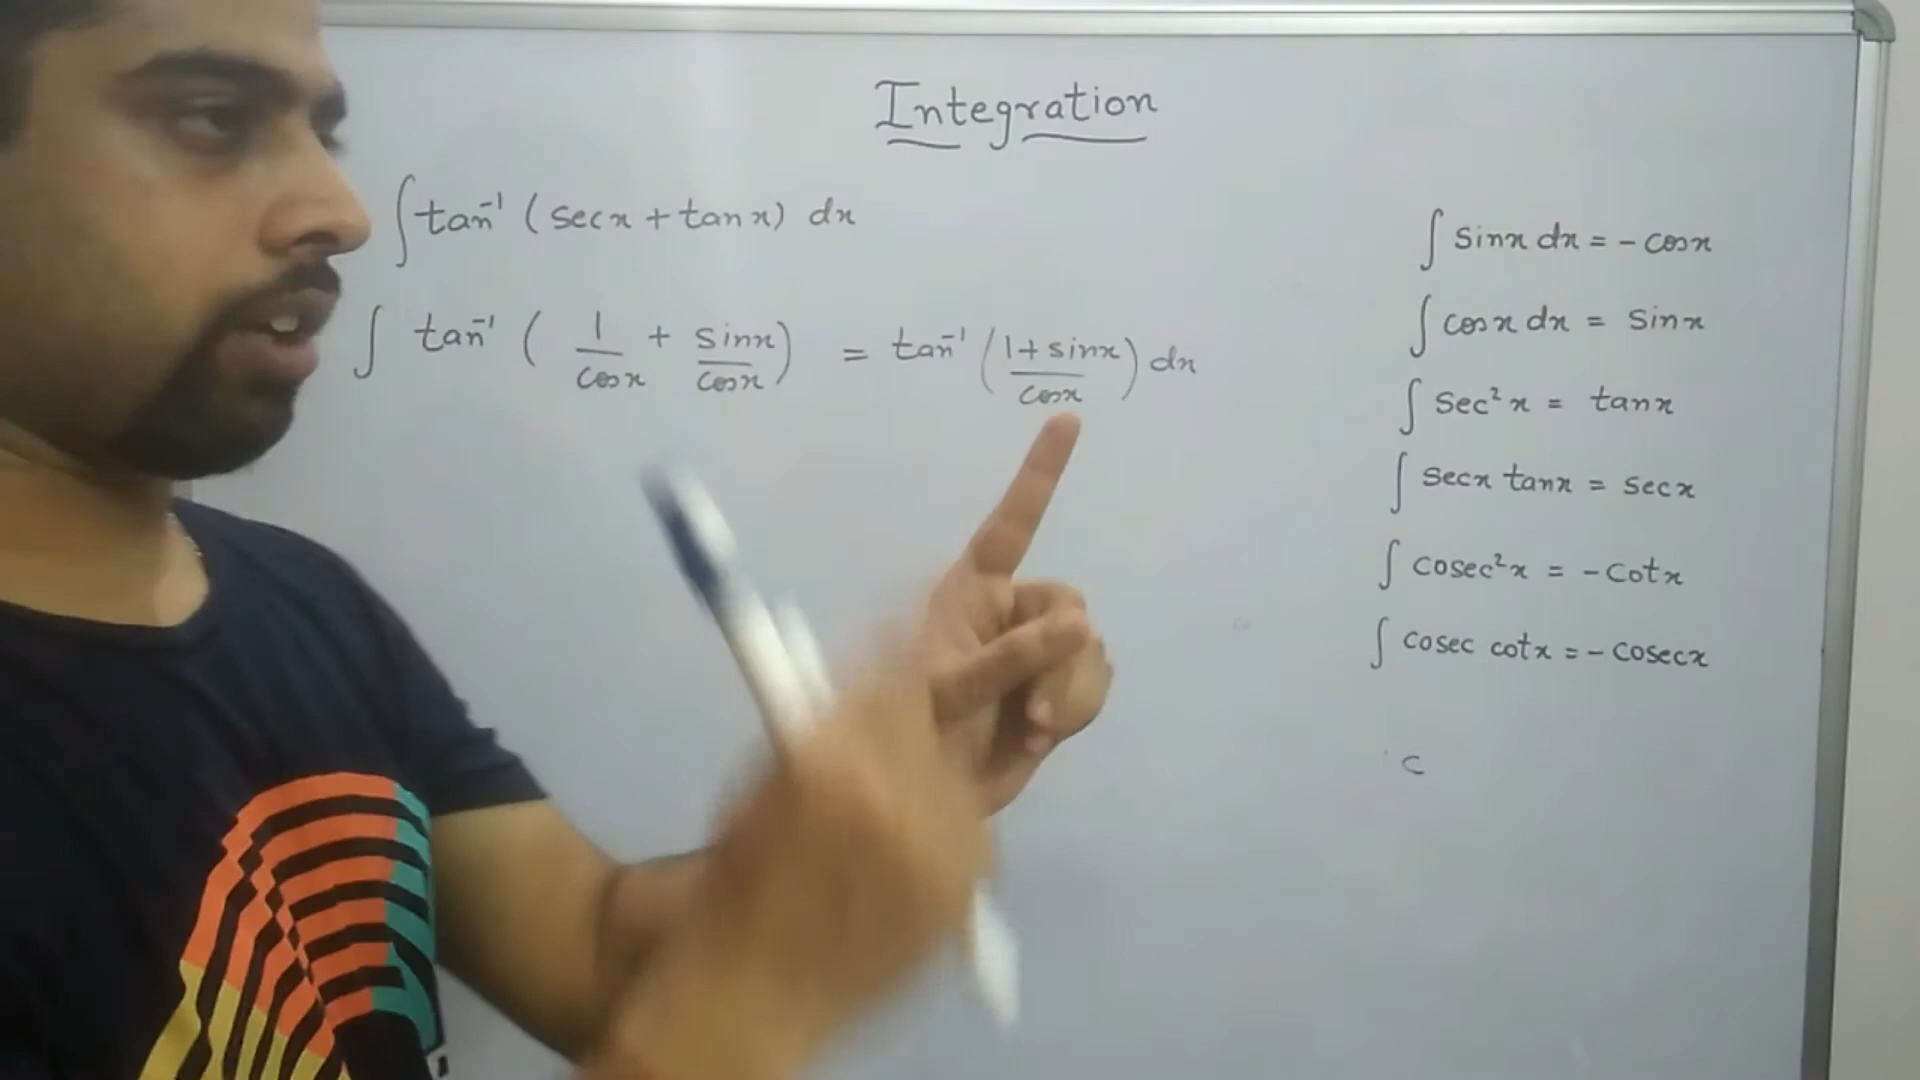 Integration
∫ tan⁻¹ (secx + tanx) dx
∫ tan⁻¹ ( 1/cosx + sinx/cosx ) = tan⁻¹ ( 1+sinx/cosx ) dx
∫ sinx dx = - cosx
∫ cosx dx = sinx
∫ sec²x = tanx
∫ secx tanx = secx
∫ cosec²x = -cotx
∫ cosec cotx = - cosecx
c